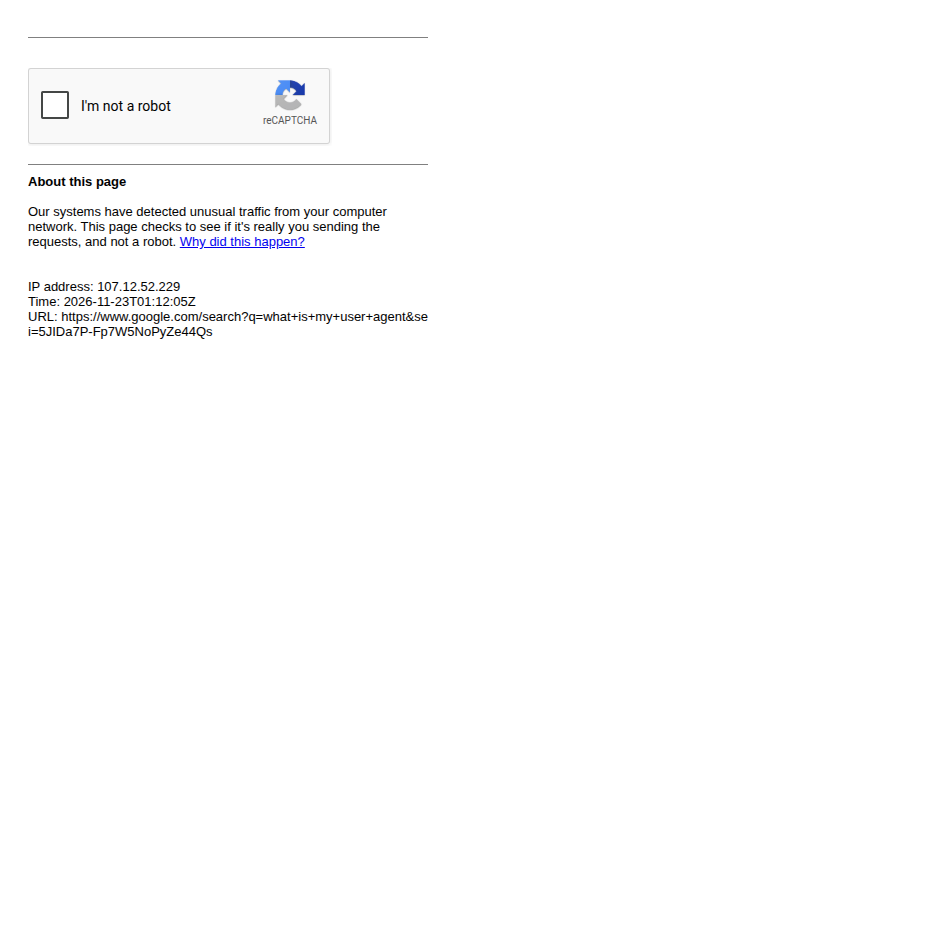 I'm not a robot
reCAPTCHA
About this page
Our systems have detected unusual traffic from your computer
network. This page checks to see if it's really you sending the
requests, and not a robot. Why did this happen?
IP address: 107.12.52.229
Time: 2026-11-23T01:12:05Z
URL: https://www.google.com/search?q=what+is+my+user+agent&se
i=5JIDa7P-Fp7W5NoPyZe44Qs